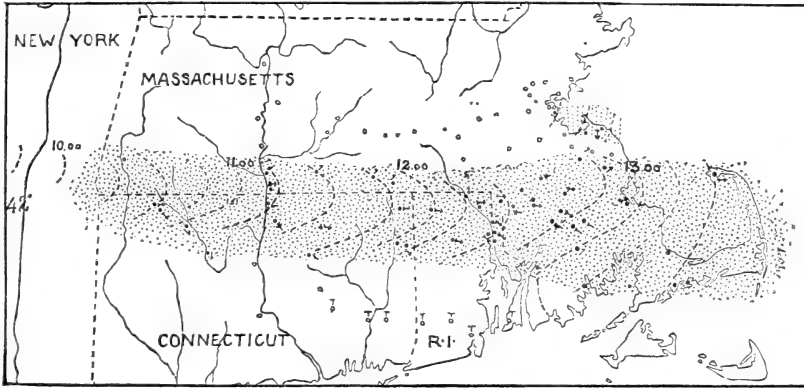 NEW YORK
MASSACHUSETTS
10.00
11.00
12.00
13.00
42°
CONNECTICUT
R.I.
T
T
T
T
T
T
T